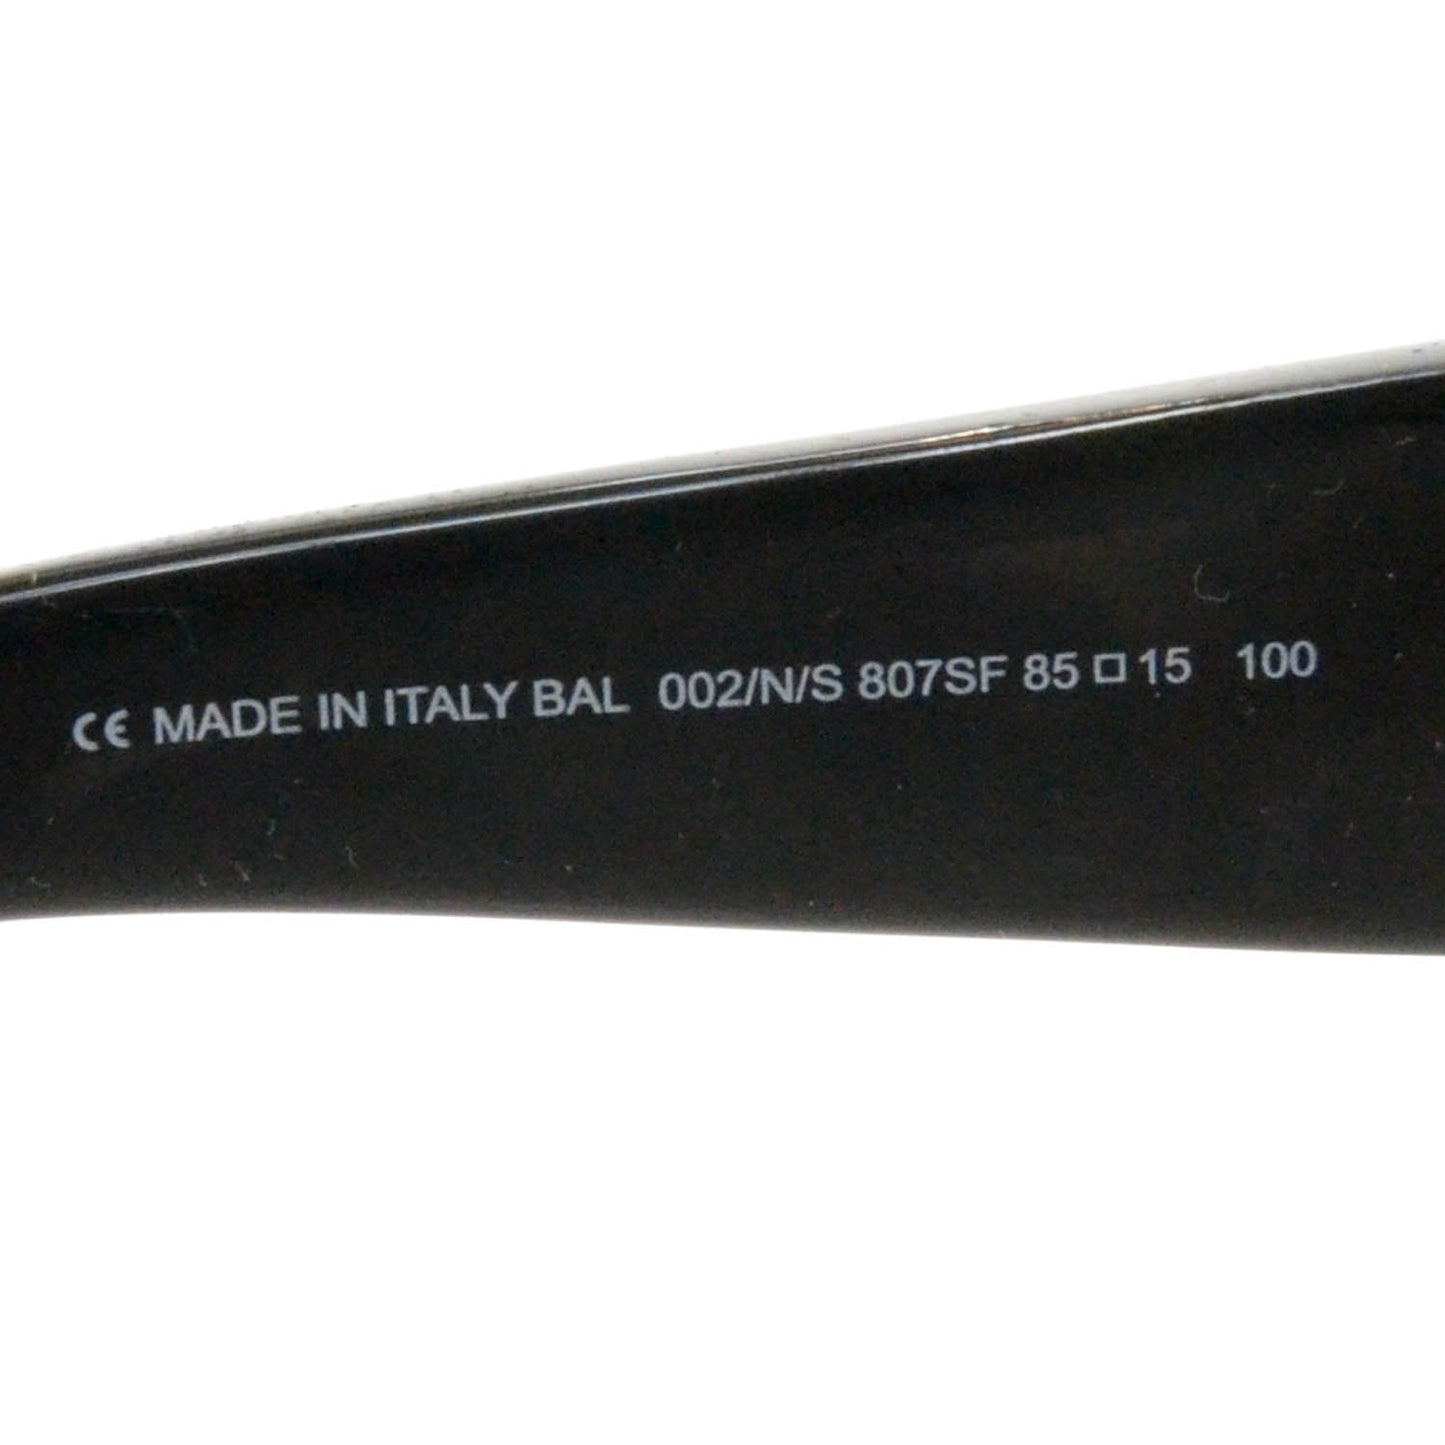 CE MADE IN ITALY BAL 002/N/S 807SF 85□15 100